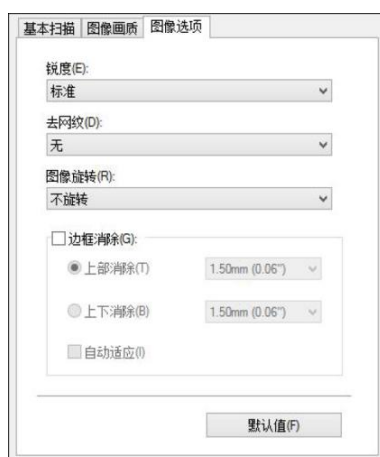 基本扫描 图像画质 图像选项
锐度(E):
标准
去网纹(D):
无
图像旋转(R):
不旋转
边框消除(G):
上部消除(T) 1.50mm (0.06")
上下消除(B) 1.50mm (0.06")
自动适应(I)
默认值(F)